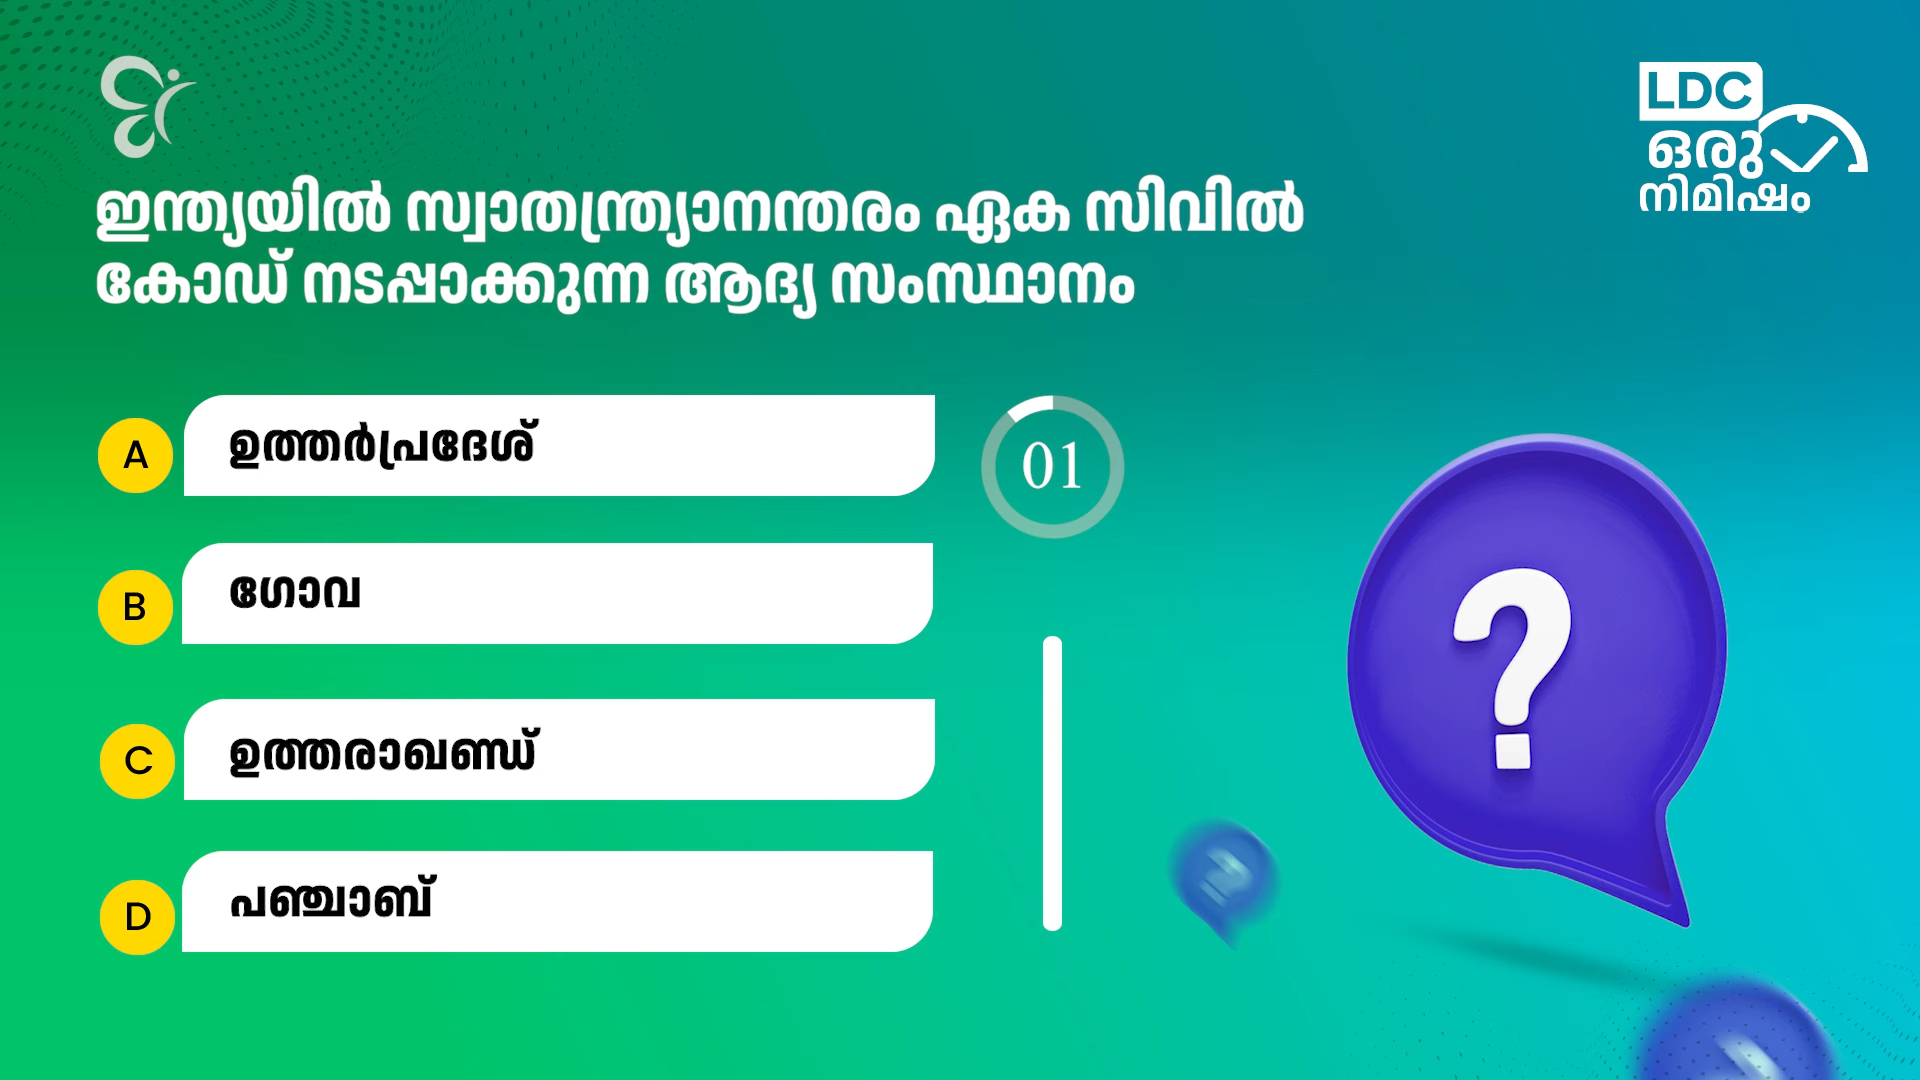 LDC
ഒരു
നിമിഷം
ഇന്ത്യയിൽ സ്വാതന്ത്ര്യാനന്തരം ഏക സിവിൽ
കോഡ് നടപ്പാക്കുന്ന ആദ്യ സംസ്ഥാനം
A ഉത്തർപ്രദേശ്
01
B ഗോവ
C ഉത്തരാഖണ്ഡ്
D പഞ്ചാബ്
?